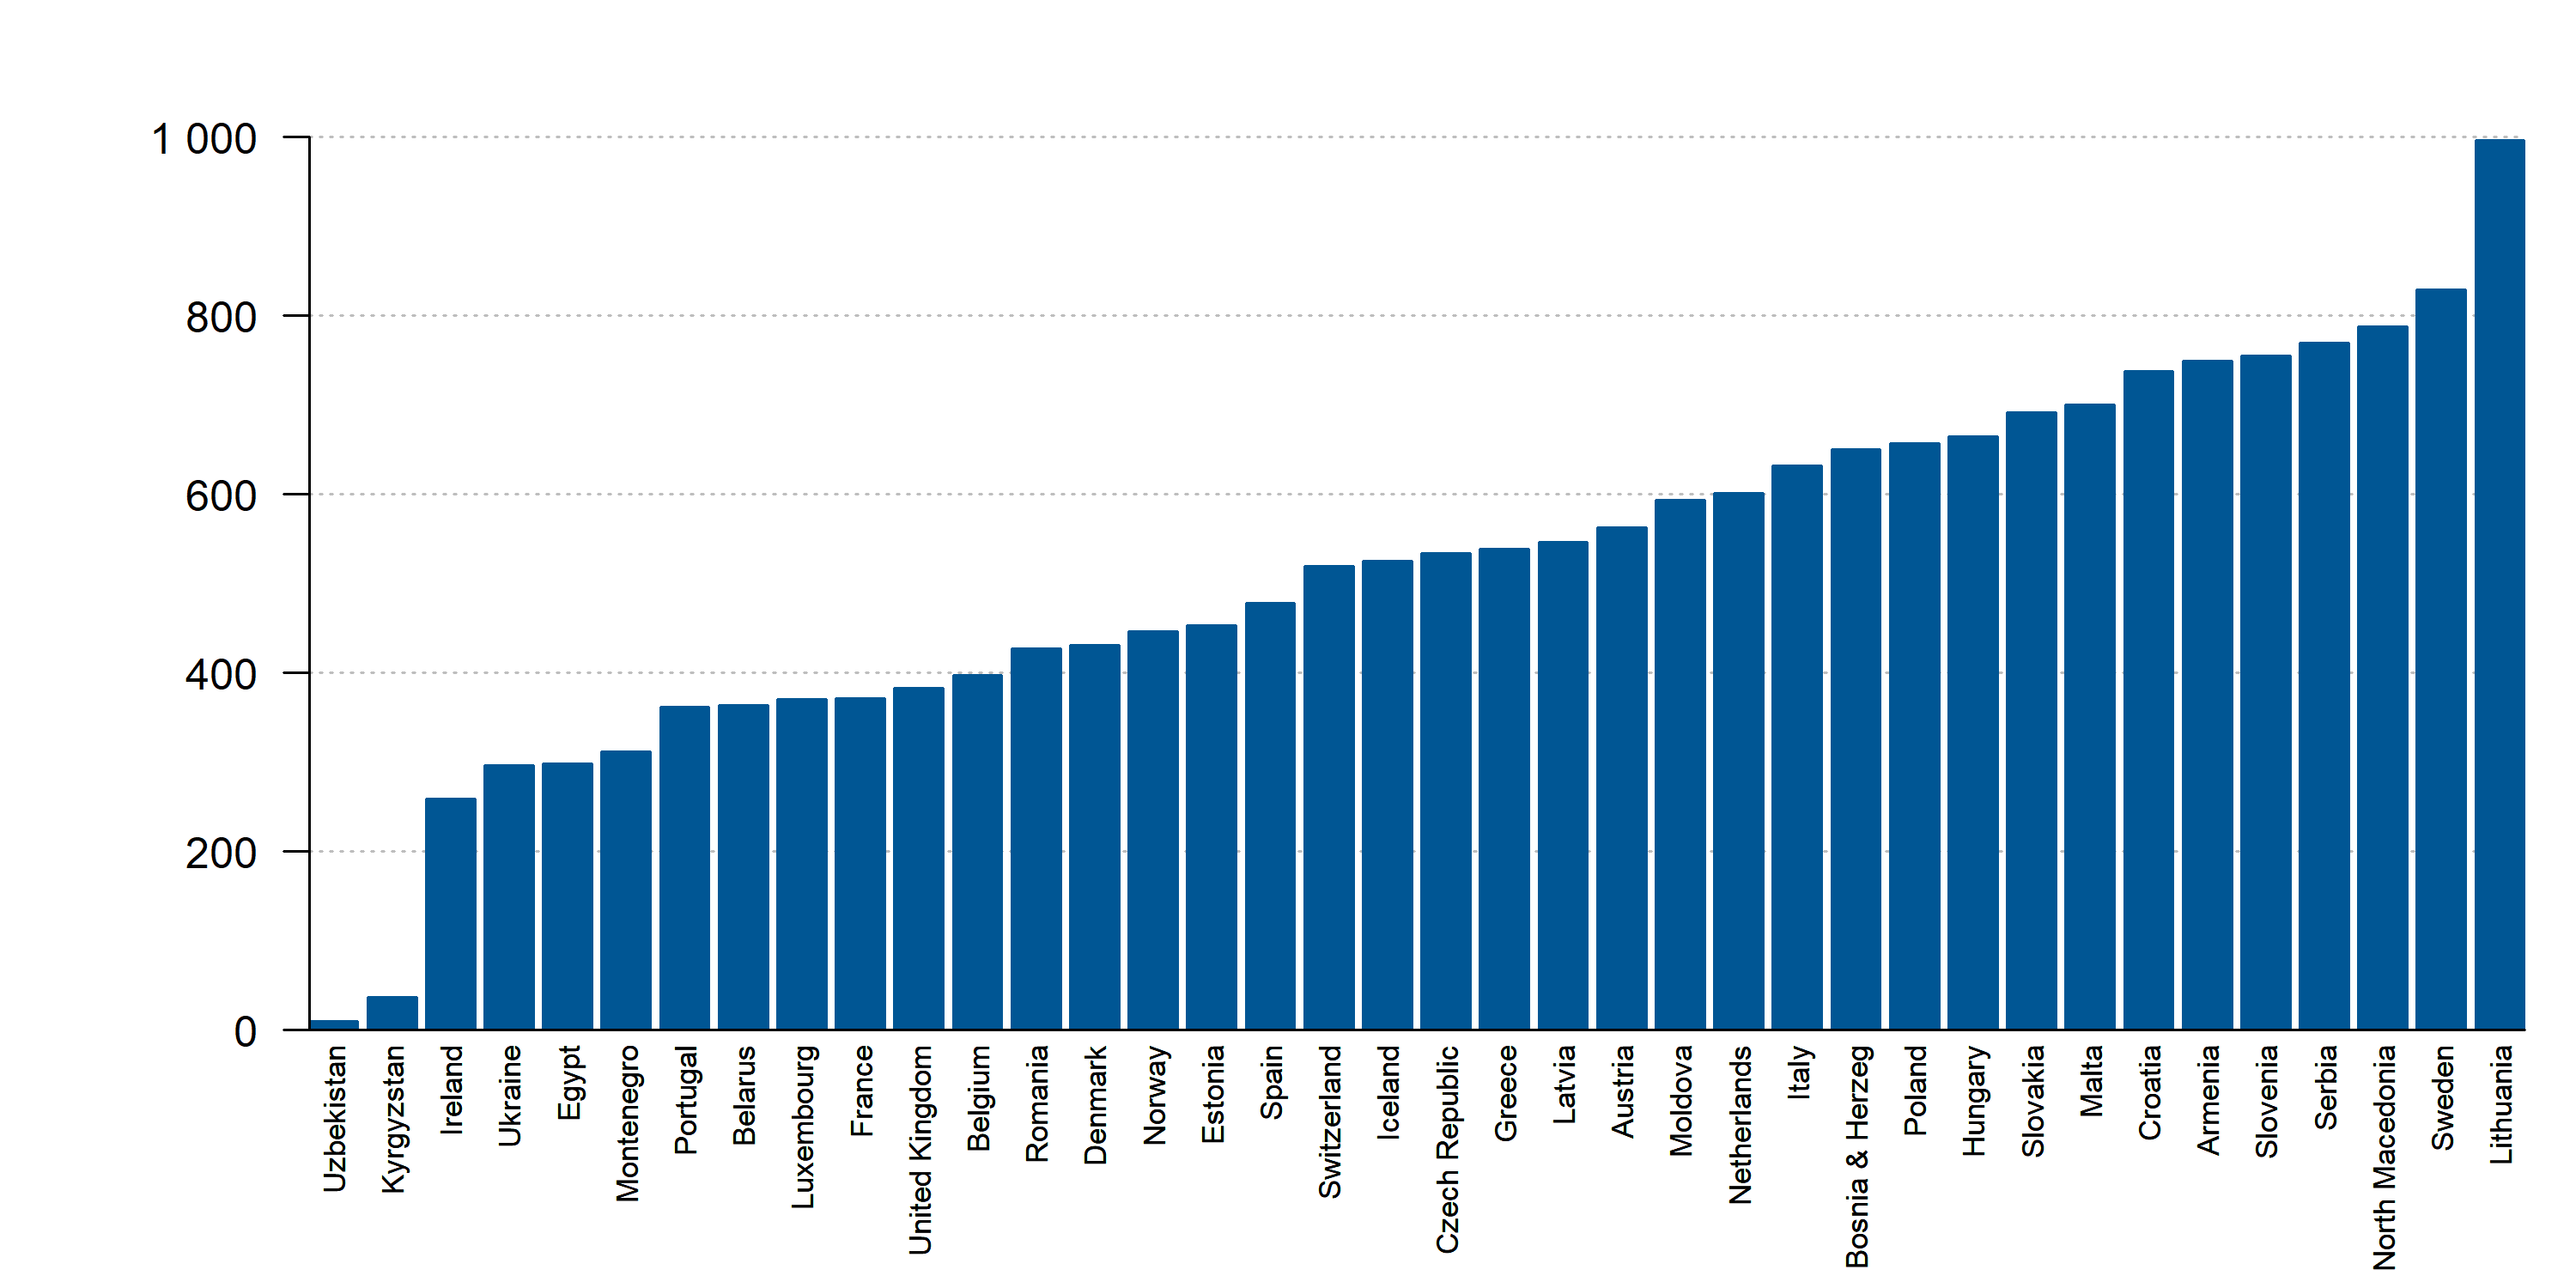 1 000
800
600
400
200
0
Uzbekistan
Kyrgyzstan
Ireland
Ukraine
Egypt
Montenegro
Portugal
Belarus
Luxembourg
France
United Kingdom
Belgium
Romania
Denmark
Norway
Estonia
Spain
Switzerland
Iceland
Czech Republic
Greece
Latvia
Austria
Moldova
Netherlands
Italy
Bosnia & Herzeg
Poland
Hungary
Slovakia
Malta
Croatia
Armenia
Slovenia
Serbia
North Macedonia
Sweden
Lithuania